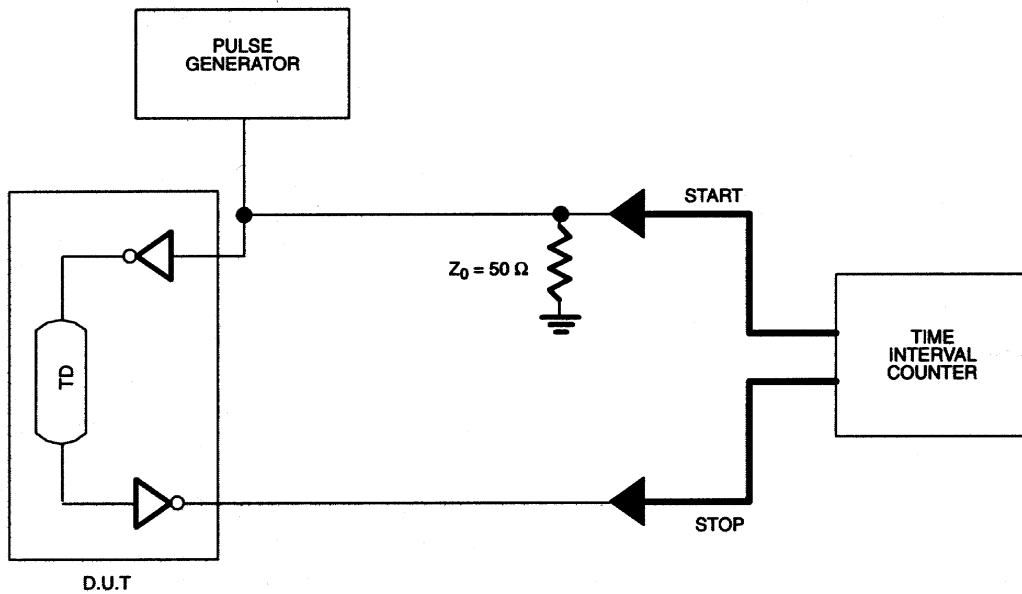 PULSE
GENERATOR
START
Z0 = 50 Ω
TIME
INTERVAL
COUNTER
TD
STOP
D.U.T